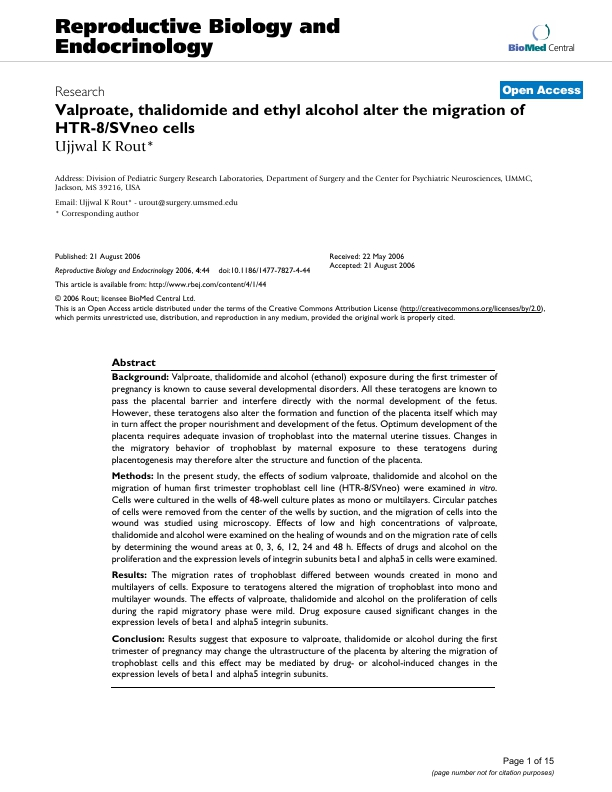 Reproductive Biology and
Endocrinology
BioMed Central
Research
Open Access
Valproate, thalidomide and ethyl alcohol alter the migration of
HTR-8/SVneo cells
Ujjwal K Rout*
Address: Division of Pediatric Surgery Research Laboratories, Department of Surgery and the Center for Psychiatric Neurosciences, UMMC,
Jackson, MS 39216, USA
Email: Ujjwal K Rout* - urout@surgery.umsmed.edu
* Corresponding author
Published: 21 August 2006
Reproductive Biology and Endocrinology 2006, 4:44 doi:10.1186/1477-7827-4-44
This article is available from: http://www.rbej.com/content/4/1/44
Received: 22 May 2006
Accepted: 21 August 2006
© 2006 Rout; licensee BioMed Central Ltd.
This is an Open Access article distributed under the terms of the Creative Commons Attribution License (http://creativecommons.org/licenses/by/2.0),
which permits unrestricted use, distribution, and reproduction in any medium, provided the original work is properly cited.
Abstract
Background: Valproate, thalidomide and alcohol (ethanol) exposure during the first trimester of
pregnancy is known to cause several developmental disorders. All these teratogens are known to
pass the placental barrier and interfere directly with the normal development of the fetus.
However, these teratogens also alter the formation and function of the placenta itself which may
in turn affect the proper nourishment and development of the fetus. Optimum development of the
placenta requires adequate invasion of trophoblast into the maternal uterine tissues. Changes in
the migratory behavior of trophoblast by maternal exposure to these teratogens during
placentogenesis may therefore alter the structure and function of the placenta.
Methods: In the present study, the effects of sodium valproate, thalidomide and alcohol on the
migration of human first trimester trophoblast cell line (HTR-8/SVneo) were examined in vitro.
Cells were cultured in the wells of 48-well culture plates as mono or multilayers. Circular patches
of cells were removed from the center of the wells by suction, and the migration of cells into the
wound was studied using microscopy. Effects of low and high concentrations of valproate,
thalidomide and alcohol were examined on the healing of wounds and on the migration rate of cells
by determining the wound areas at 0, 3, 6, 12, 24 and 48 h. Effects of drugs and alcohol on the
proliferation and the expression levels of integrin subunits beta1 and alpha5 in cells were examined.
Results: The migration rates of trophoblast differed between wounds created in mono and
multilayers of cells. Exposure to teratogens altered the migration of trophoblast into mono and
multilayer wounds. The effects of valproate, thalidomide and alcohol on the proliferation of cells
during the rapid migratory phase were mild. Drug exposure caused significant changes in the
expression levels of beta1 and alpha5 integrin subunits.
Conclusion: Results suggest that exposure to valproate, thalidomide or alcohol during the first
trimester of pregnancy may change the ultrastructure of the placenta by altering the migration of
trophoblast cells and this effect may be mediated by drug- or alcohol-induced changes in the
expression levels of beta1 and alpha5 integrin subunits.
Page 1 of 15
(page number not for citation purposes)